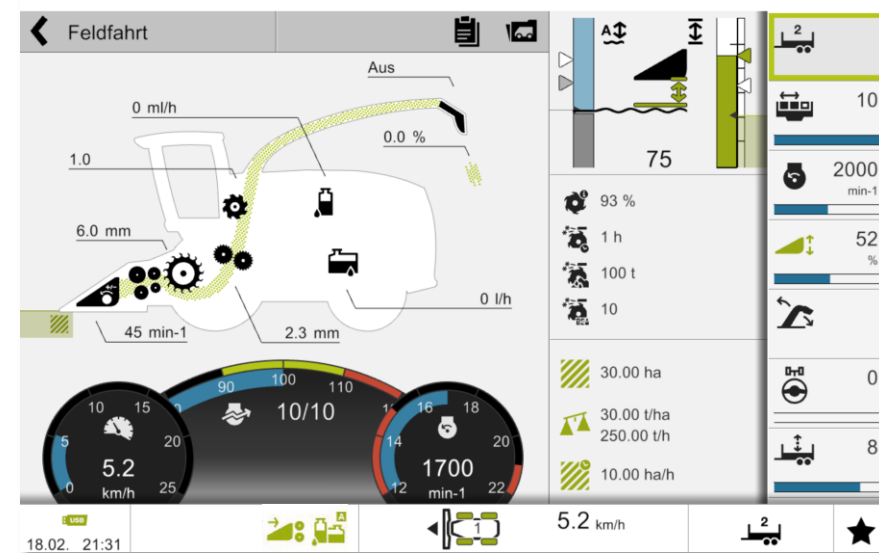 Feldfahrt
Aus
0 ml/h
0.0 %
1.0
6.0 mm
0 l/h
45 min-1
2.3 mm
A
75
93 %
1 h
100 t
10
30.00 ha
30.00 t/ha
250.00 t/h
10.00 ha/h
2
10
2000
min-1
52
%
0
8
90 100 110
10/10
0 5 10 15 20 25
5.2
km/h
12 14 16 18 20 22
1700
min-1
USB
18.02. 21:31
A
1
5.2 km/h
2